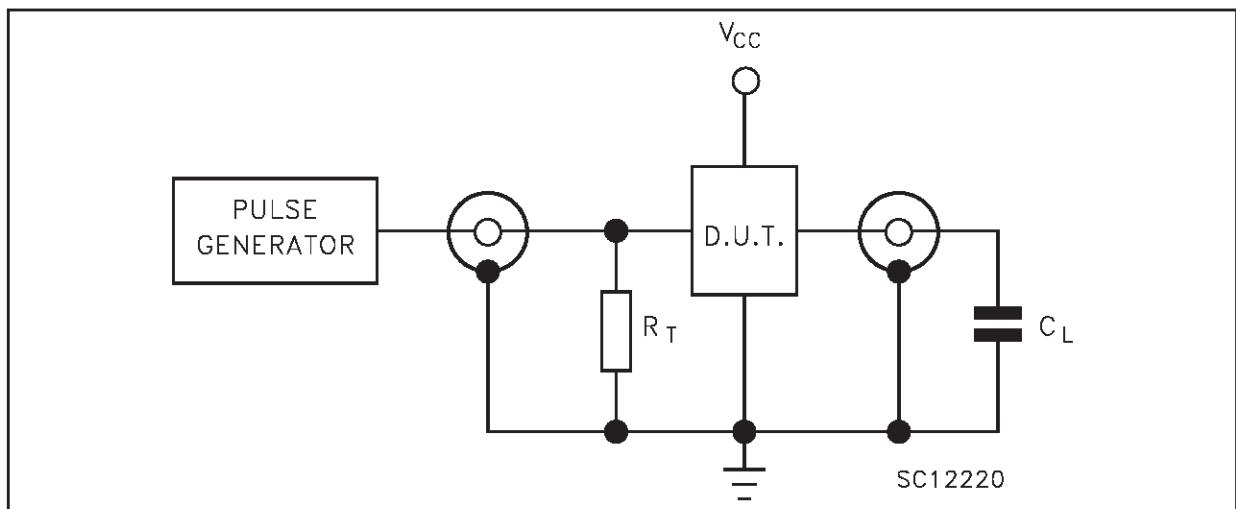 VCC
PULSE
GENERATOR
D.U.T.
RT
CL
SC12220